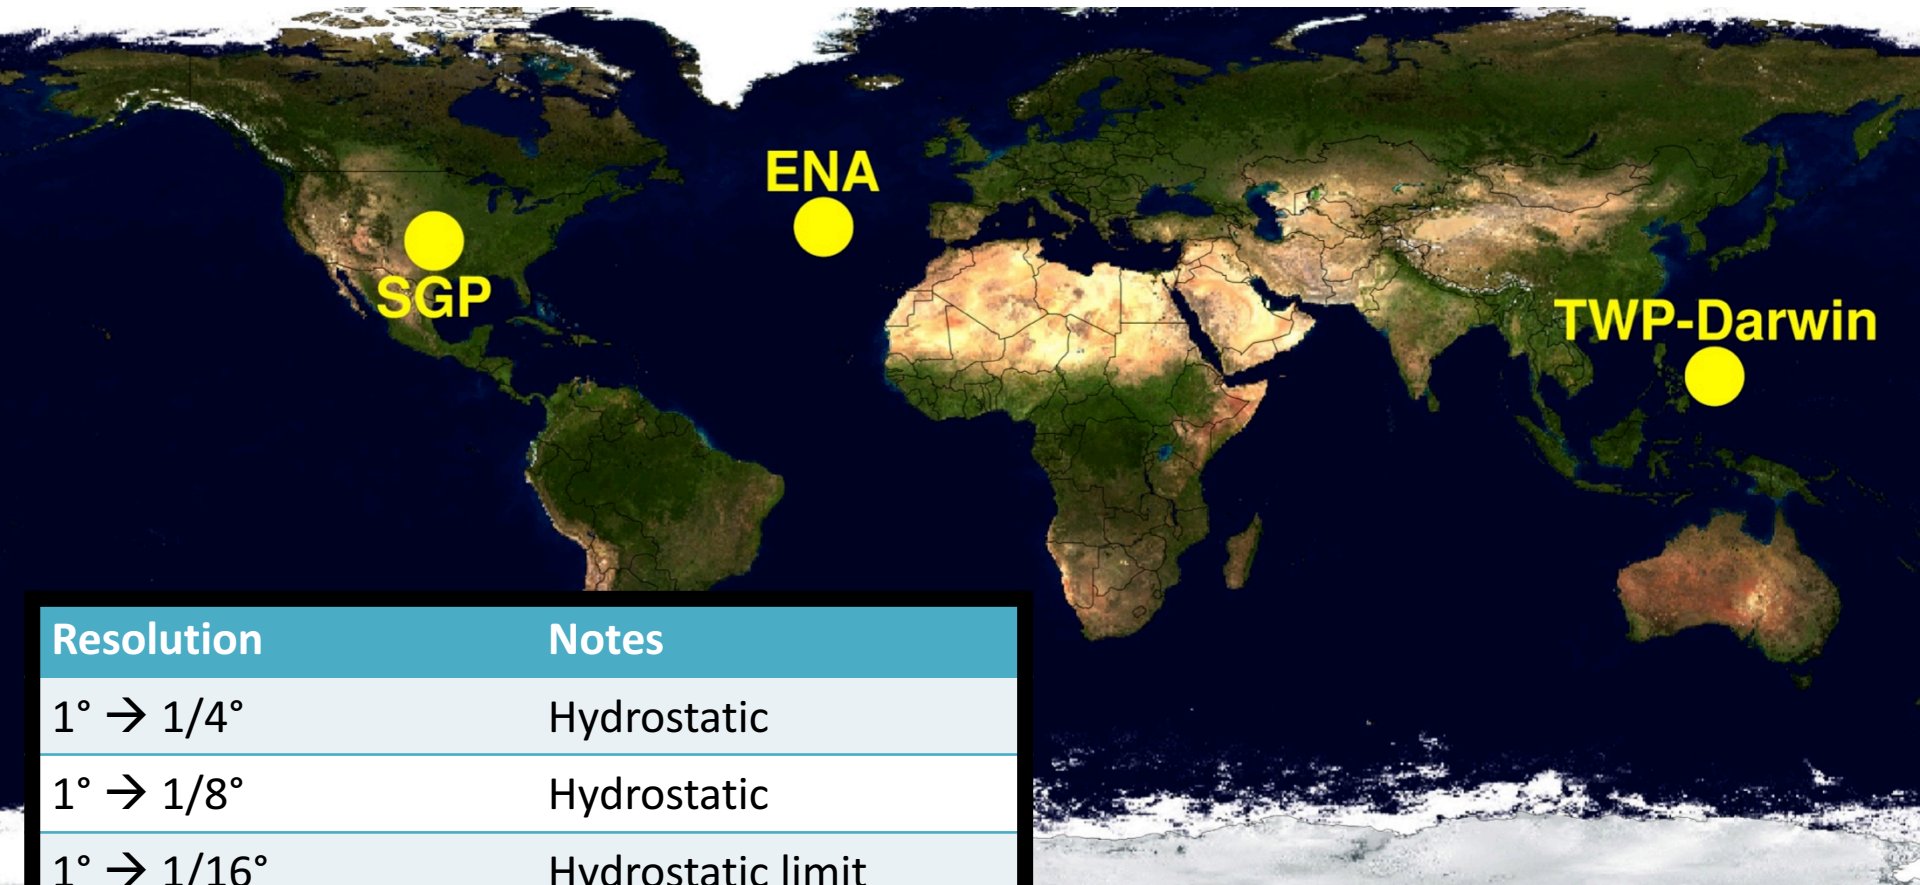 ENA
SGP
TWP-Darwin
Resolution Notes
1° → 1/4° Hydrostatic
1° → 1/8° Hydrostatic
1° → 1/16° Hydrostatic limit